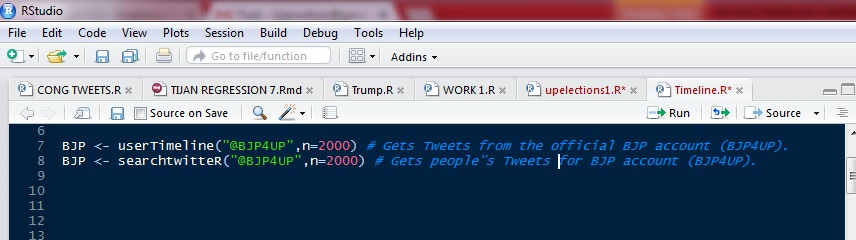 RStudio
File Edit Code View Plots Session Build Debug Tools Help
Go to file/function Addins
CONG TWEETS.R TIJAN REGRESSION 7.Rmd Trump.R WORK 1.R upelections1.R* Timeline.R*
Source on Save Run Source
6
7 BJP <- userTimeline("@BJP4UP",n=2000) # Gets Tweets from the official BJP account (BJP4UP).
8 BJP <- searchtwitteR("@BJP4UP",n=2000) # Gets people"s Tweets for BJP account (BJP4UP).
9
10
11
12
13